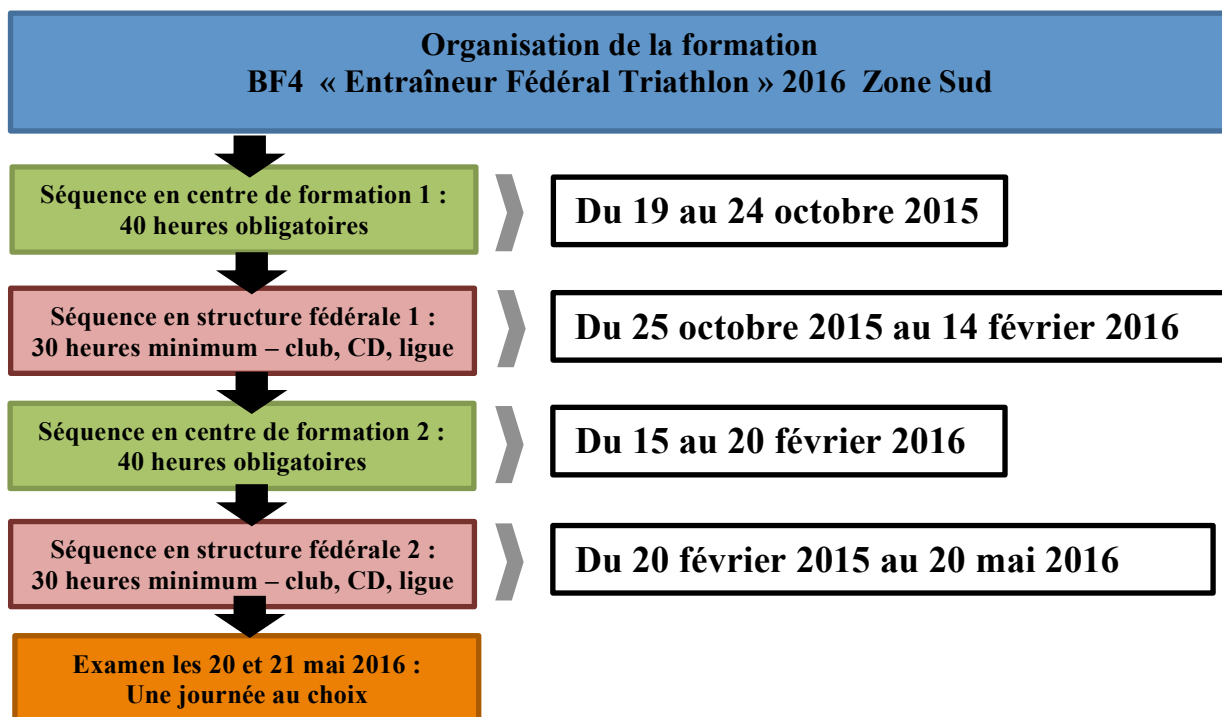 Organisation de la formation
BF4 « Entraîneur Fédéral Triathlon » 2016 Zone Sud
Séquence en centre de formation 1 :
40 heures obligatoires
Du 19 au 24 octobre 2015
Séquence en structure fédérale 1 :
30 heures minimum – club, CD, ligue
Du 25 octobre 2015 au 14 février 2016
Séquence en centre de formation 2 :
40 heures obligatoires
Du 15 au 20 février 2016
Séquence en structure fédérale 2 :
30 heures minimum – club, CD, ligue
Du 20 février 2015 au 20 mai 2016
Examen les 20 et 21 mai 2016 :
Une journée au choix